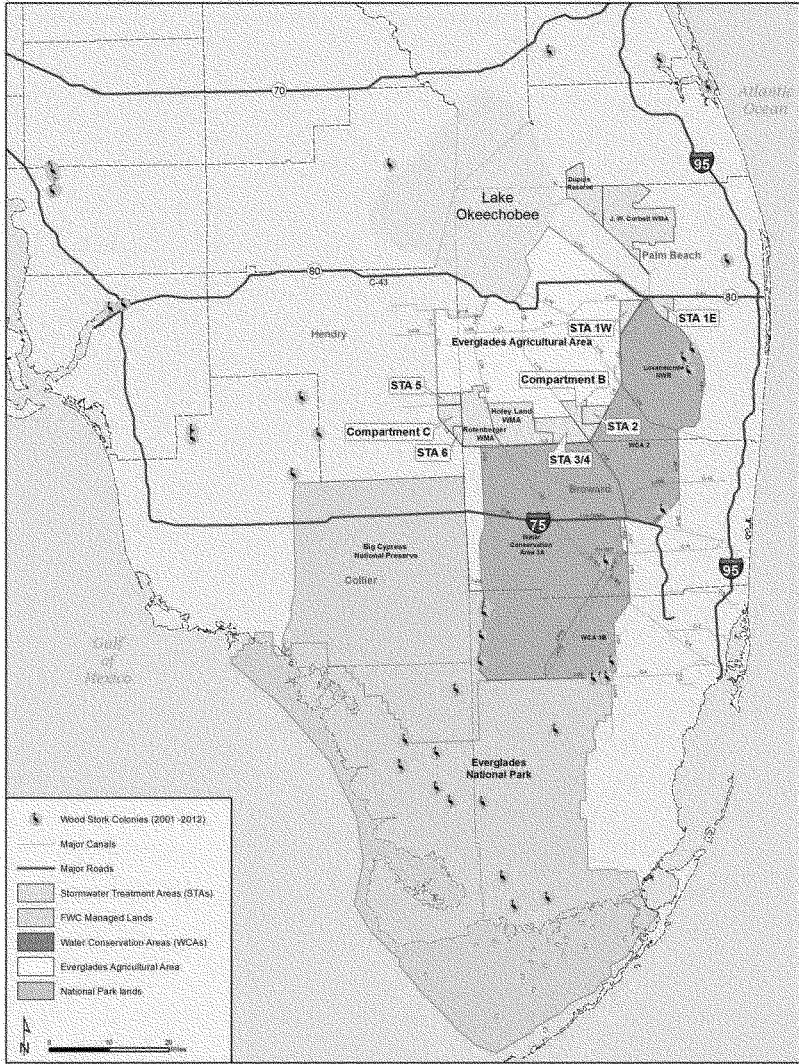 70
Atlantic
Ocean
95
Lake
Okeechobee
Dupuis
Reserve
J. W. Corbett WMA
Palm Beach
80
C-43
80
Hendry
STA 1W
STA 1E
Everglades Agricultural Area
Loxahatchee
NWR
Compartment B
STA 5
Holey Land
WMA
STA 2
Compartment C
Rotenberger
WMA
STA 6
STA 3/4
WCA 2
Broward
75
Water
Conservation
Area 3A
Big Cypress
National Preserve
Collier
95
Gulf
of
Mexico
WCA 3B
Everglades
National Park
Wood Stork Colonies (2001 -2012)
Major Canals
Major Roads
Stormwater Treatment Areas (STAs)
FWC Managed Lands
Water Conservation Areas (WCAs)
Everglades Agricultural Area
National Park lands
N
0 10 20
Miles